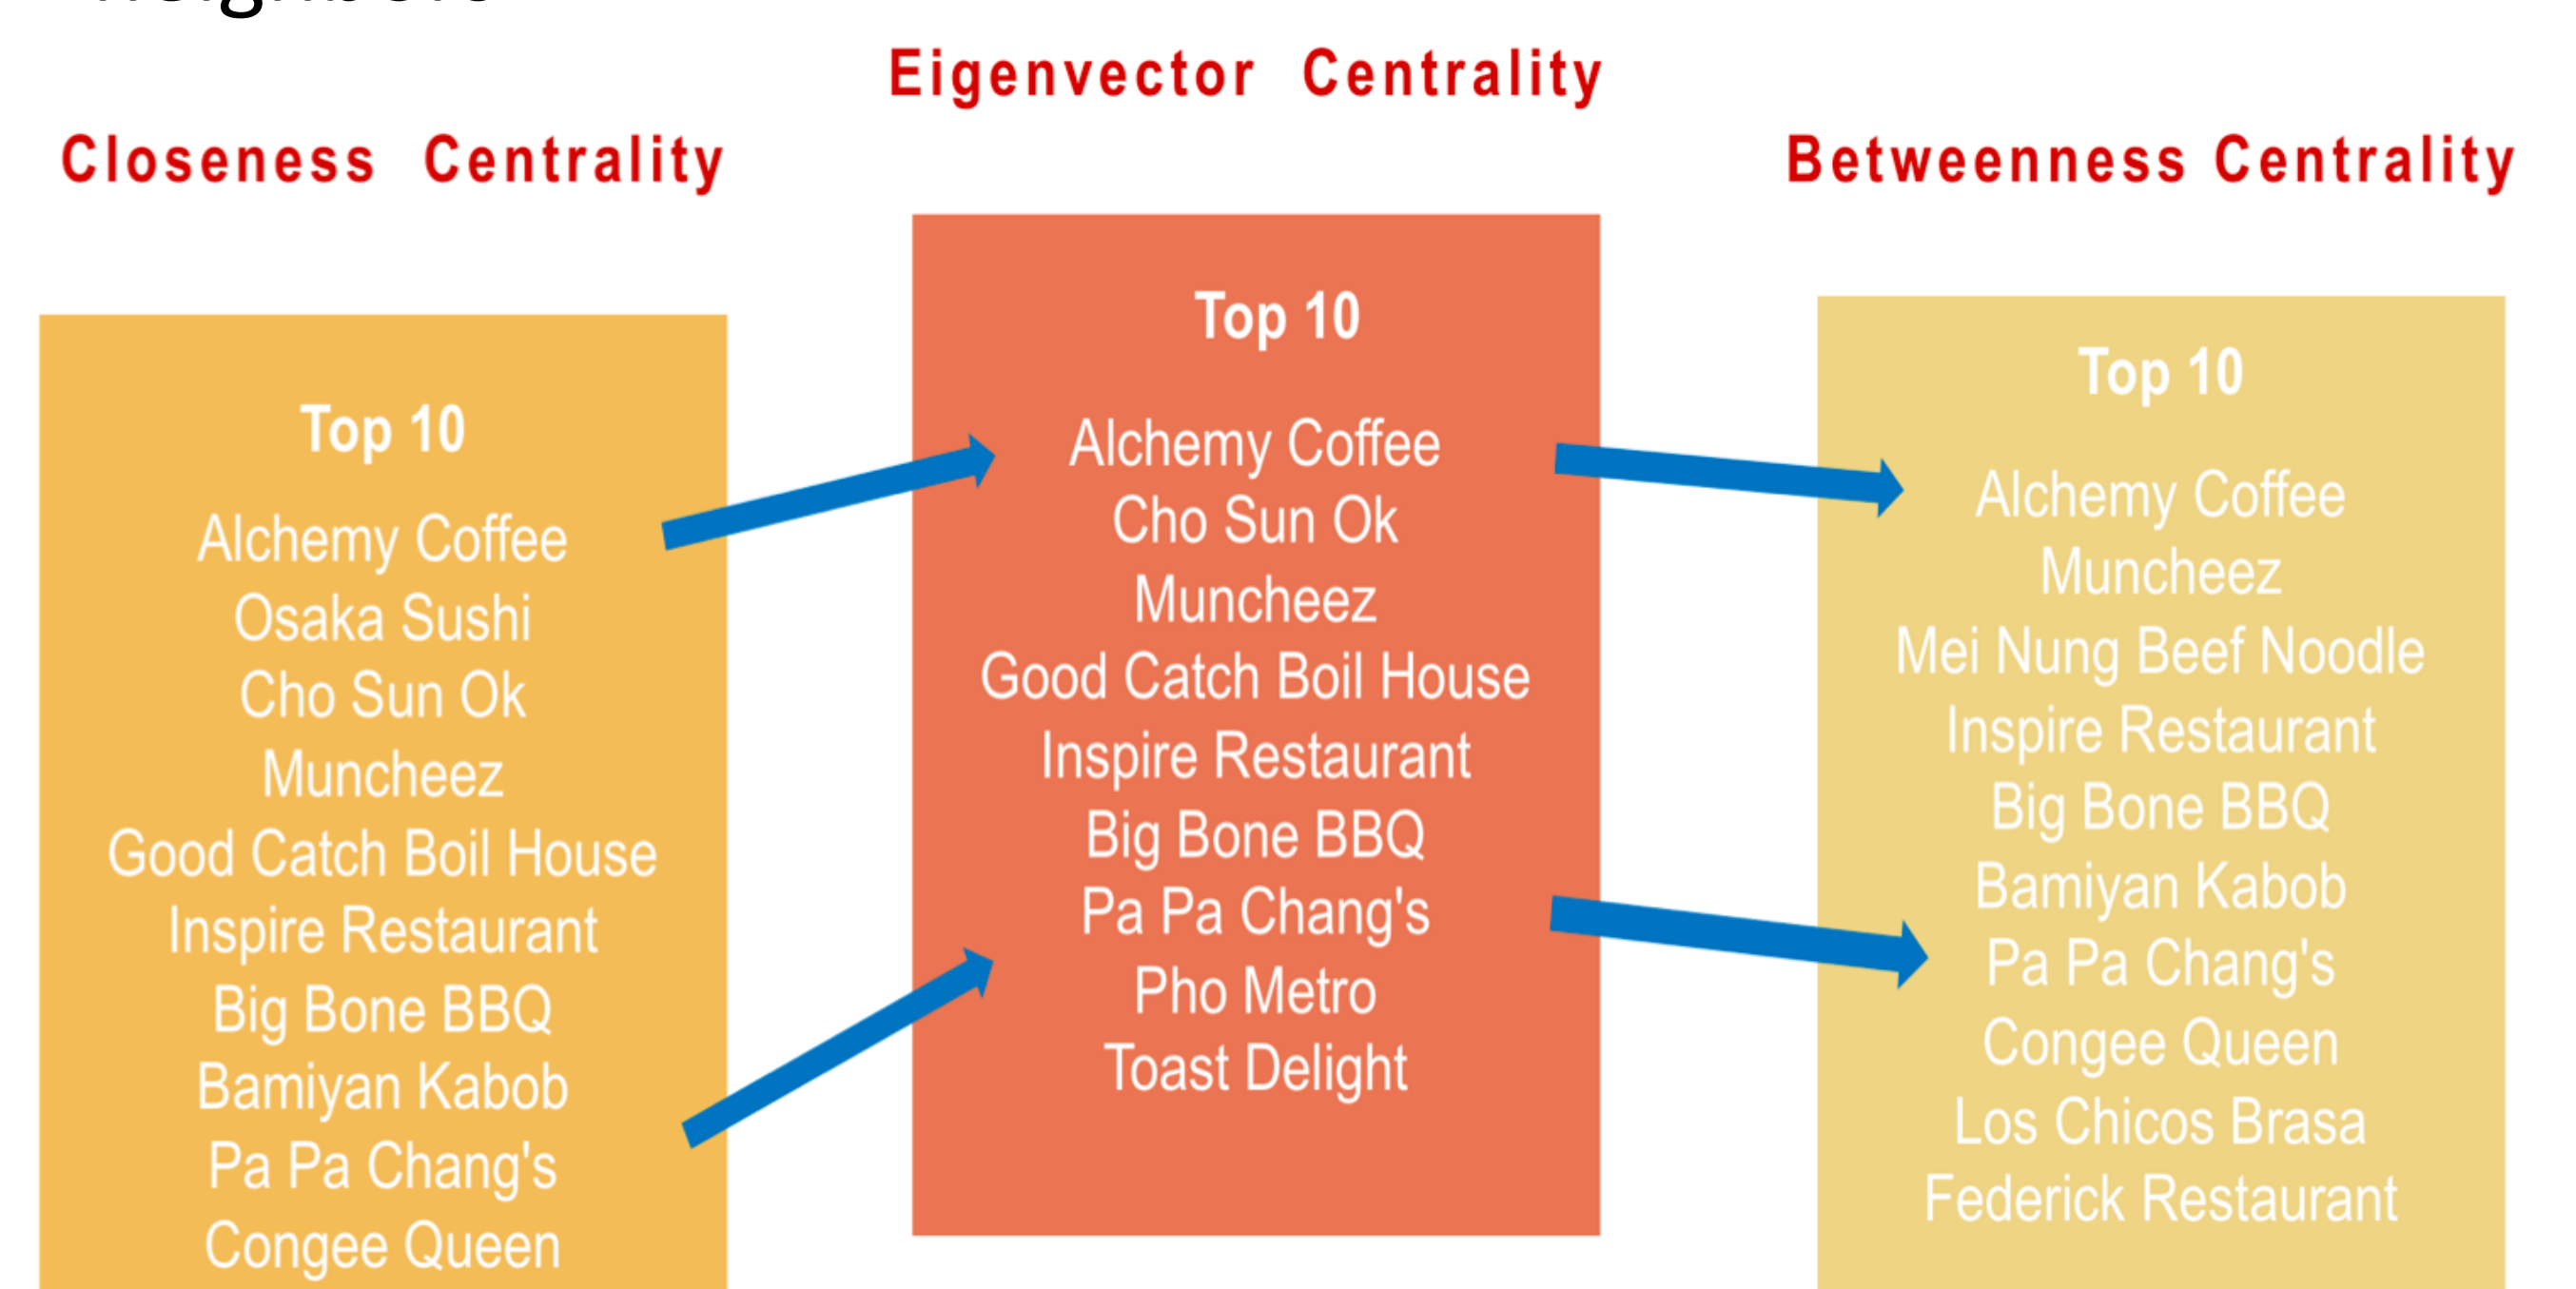 Closeness Centrality
Top 10
Alchemy Coffee
Osaka Sushi
Cho Sun Ok
Muncheez
Good Catch Boil House
Inspire Restaurant
Big Bone BBQ
Bamiyan Kabob
Pa Pa Chang's
Congee Queen
Eigenvector Centrality
Top 10
Alchemy Coffee
Cho Sun Ok
Muncheez
Good Catch Boil House
Inspire Restaurant
Big Bone BBQ
Pa Pa Chang's
Pho Metro
Toast Delight
Betweenness Centrality
Top 10
Alchemy Coffee
Muncheez
Mei Nung Beef Noodle
Inspire Restaurant
Big Bone BBQ
Bamiyan Kabob
Pa Pa Chang's
Congee Queen
Los Chicos Brasa
Federick Restaurant